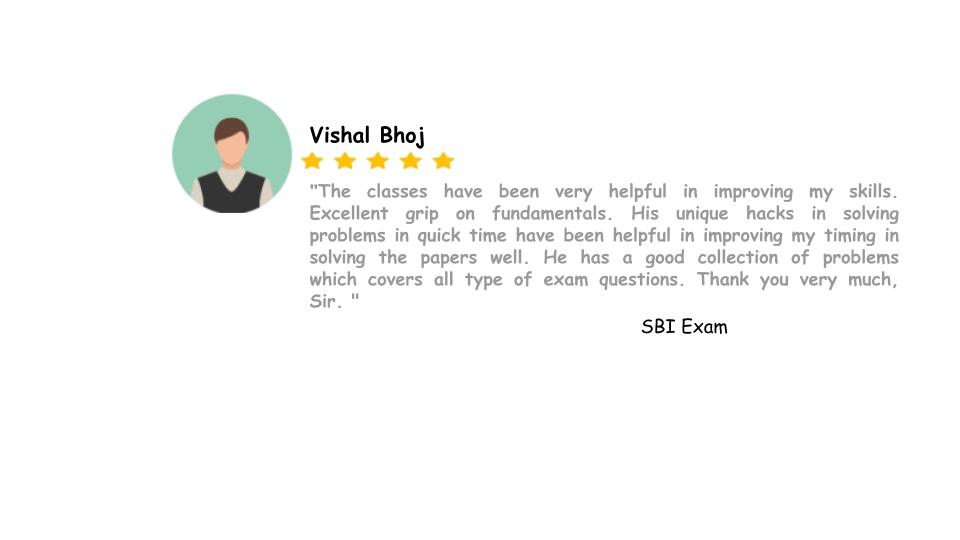 Vishal Bhoj
"The classes have been very helpful in improving my skills.
Excellent grip on fundamentals. His unique hacks in solving
problems in quick time have been helpful in improving my timing in
solving the papers well. He has a good collection of problems
which covers all type of exam questions. Thank you very much,
Sir. "
SBI Exam